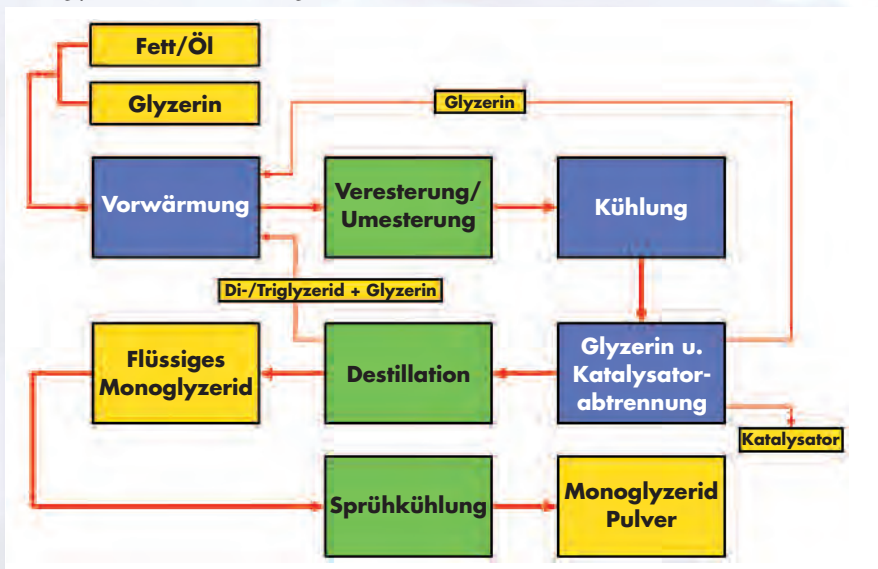 Fett/Öl
Glyzerin
Glyzerin
Vorwärmung
Veresterung/
Umesterung
Kühlung
Di-/Triglyzerid + Glyzerin
Flüssiges
Monoglyzerid
Destillation
Glyzerin u.
Katalysator-
abtrennung
Katalysator
Sprühkühlung
Monoglyzerid
Pulver